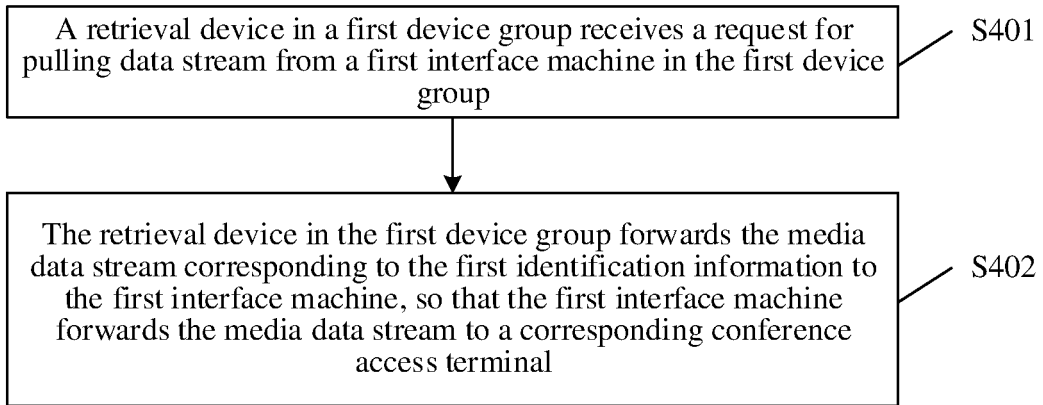 A retrieval device in a first device group receives a request for
pulling data stream from a first interface machine in the first device
group
S401
The retrieval device in the first device group forwards the media
data stream corresponding to the first identification information to
the first interface machine, so that the first interface machine
forwards the media data stream to a corresponding conference
access terminal
S402